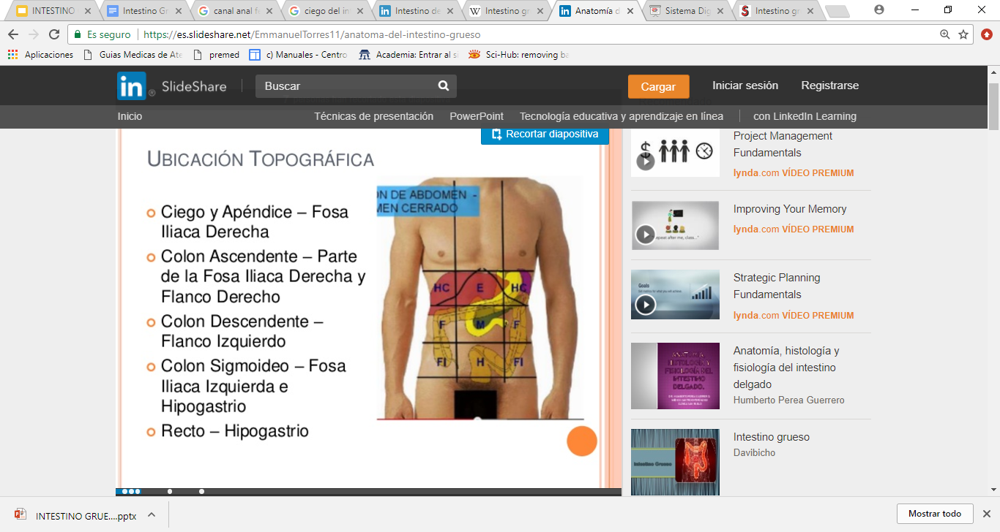 INTESTINO
Intestino Gr
canal anal f
ciego del in
Intestino de
Intestino gr
Anatomía d
Sistema Dig
Intestino gr
Es seguro
https://es.slideshare.net/EmmanuelTorres11/anatoma-del-intestino-grueso
Aplicaciones
Guias Medicas de Ate
premed
c) Manuales - Centro
Academia: Entrar al s
Sci-Hub: removing ba
in
SlideShare
Buscar
Cargar
Iniciar sesión
Registrarse
Inicio
Técnicas de presentación
PowerPoint
Tecnología educativa y aprendizaje en línea
con LinkedIn Learning
Recortar diapositiva
UBICACIÓN TOPOGRÁFICA
Ciego y Apéndice – Fosa
Iliaca Derecha
Colon Ascendente – Parte
de la Fosa Iliaca Derecha y
Flanco Derecho
Colon Descendente –
Flanco Izquierdo
Colon Sigmoideo – Fosa
Iliaca Izquierda e
Hipogastrio
Recto – Hipogastrio
ÓN DE ABDOMEN -
MEN CERRADO
HC E HC
F M F
FI H FI
Project Management
Fundamentals
lynda.com VÍDEO PREMIUM
Improving Your Memory
lynda.com VÍDEO PREMIUM
Goals
Strategic Planning
Fundamentals
lynda.com VÍDEO PREMIUM
Anatomía, histología y
fisiología del intestino
delgado
Humberto Perea Guerrero
Intestino Grueso
Intestino grueso
Davibicho
INTESTINO GRUE....pptx
Mostrar todo